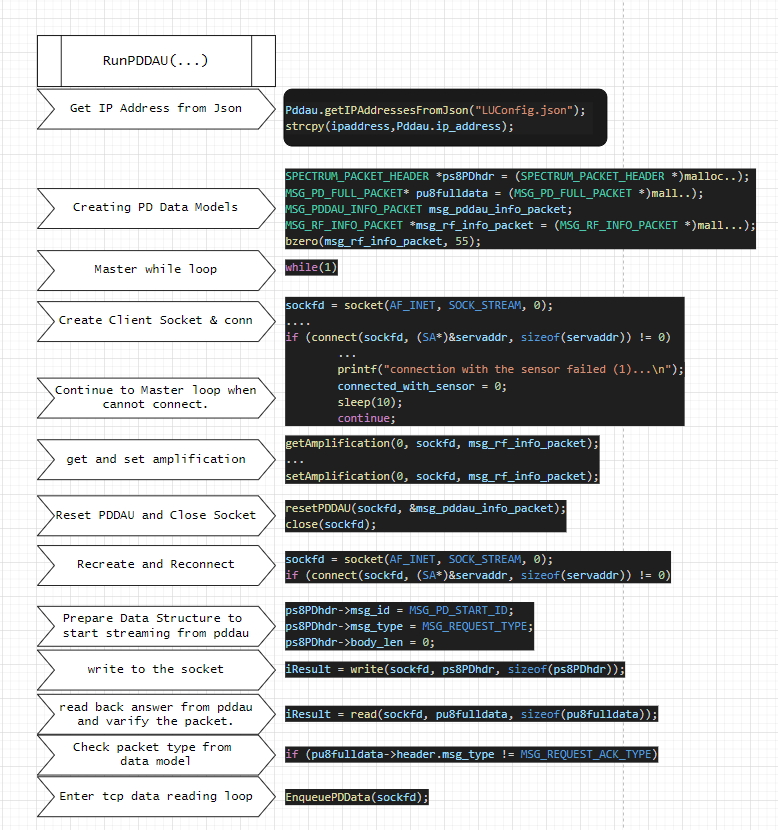 RunPDDAU(...)
Get IP Address from Json
Pddau.getIPAddressesFromJson("LUConfig.json");
strcpy(ipaddress,Pddau.ip_address);
Creating PD Data Models
SPECTRUM_PACKET_HEADER *ps8PDhdr = (SPECTRUM_PACKET_HEADER *)malloc..);
MSG_PD_FULL_PACKET* pu8fulldata = (MSG_PD_FULL_PACKET *)mall..);
MSG_PDDAU_INFO_PACKET msg_pddau_info_packet;
MSG_RF_INFO_PACKET *msg_rf_info_packet = (MSG_RF_INFO_PACKET *)mall...);
bzero(msg_rf_info_packet, 55);
Master while loop
while(1)
Create Client Socket & conn
sockfd = socket(AF_INET, SOCK_STREAM, 0);
....
if (connect(sockfd, (SA*)&servaddr, sizeof(servaddr)) != 0)
...
printf("connection with the sensor failed (1)...\n");
connected_with_sensor = 0;
sleep(10);
continue;
Continue to Master loop when
cannot connect.
get and set amplification
getAmplification(0, sockfd, msg_rf_info_packet);
...
setAmplification(0, sockfd, msg_rf_info_packet);
Reset PDDAU and Close Socket
resetPDDAU(sockfd, &msg_pddau_info_packet);
close(sockfd);
Recreate and Reconnect
sockfd = socket(AF_INET, SOCK_STREAM, 0);
if (connect(sockfd, (SA*)&servaddr, sizeof(servaddr)) != 0)
Prepare Data Structure to
start streaming from pddau
ps8PDhdr->msg_id = MSG_PD_START_ID;
ps8PDhdr->msg_type = MSG_REQUEST_TYPE;
ps8PDhdr->body_len = 0;
write to the socket
iResult = write(sockfd, ps8PDhdr, sizeof(ps8PDhdr));
read back answer from pddau
and varify the packet.
iResult = read(sockfd, pu8fulldata, sizeof(pu8fulldata));
Check packet type from
data model
if (pu8fulldata->header.msg_type != MSG_REQUEST_ACK_TYPE)
Enter tcp data reading loop
EnqueuePDData(sockfd);